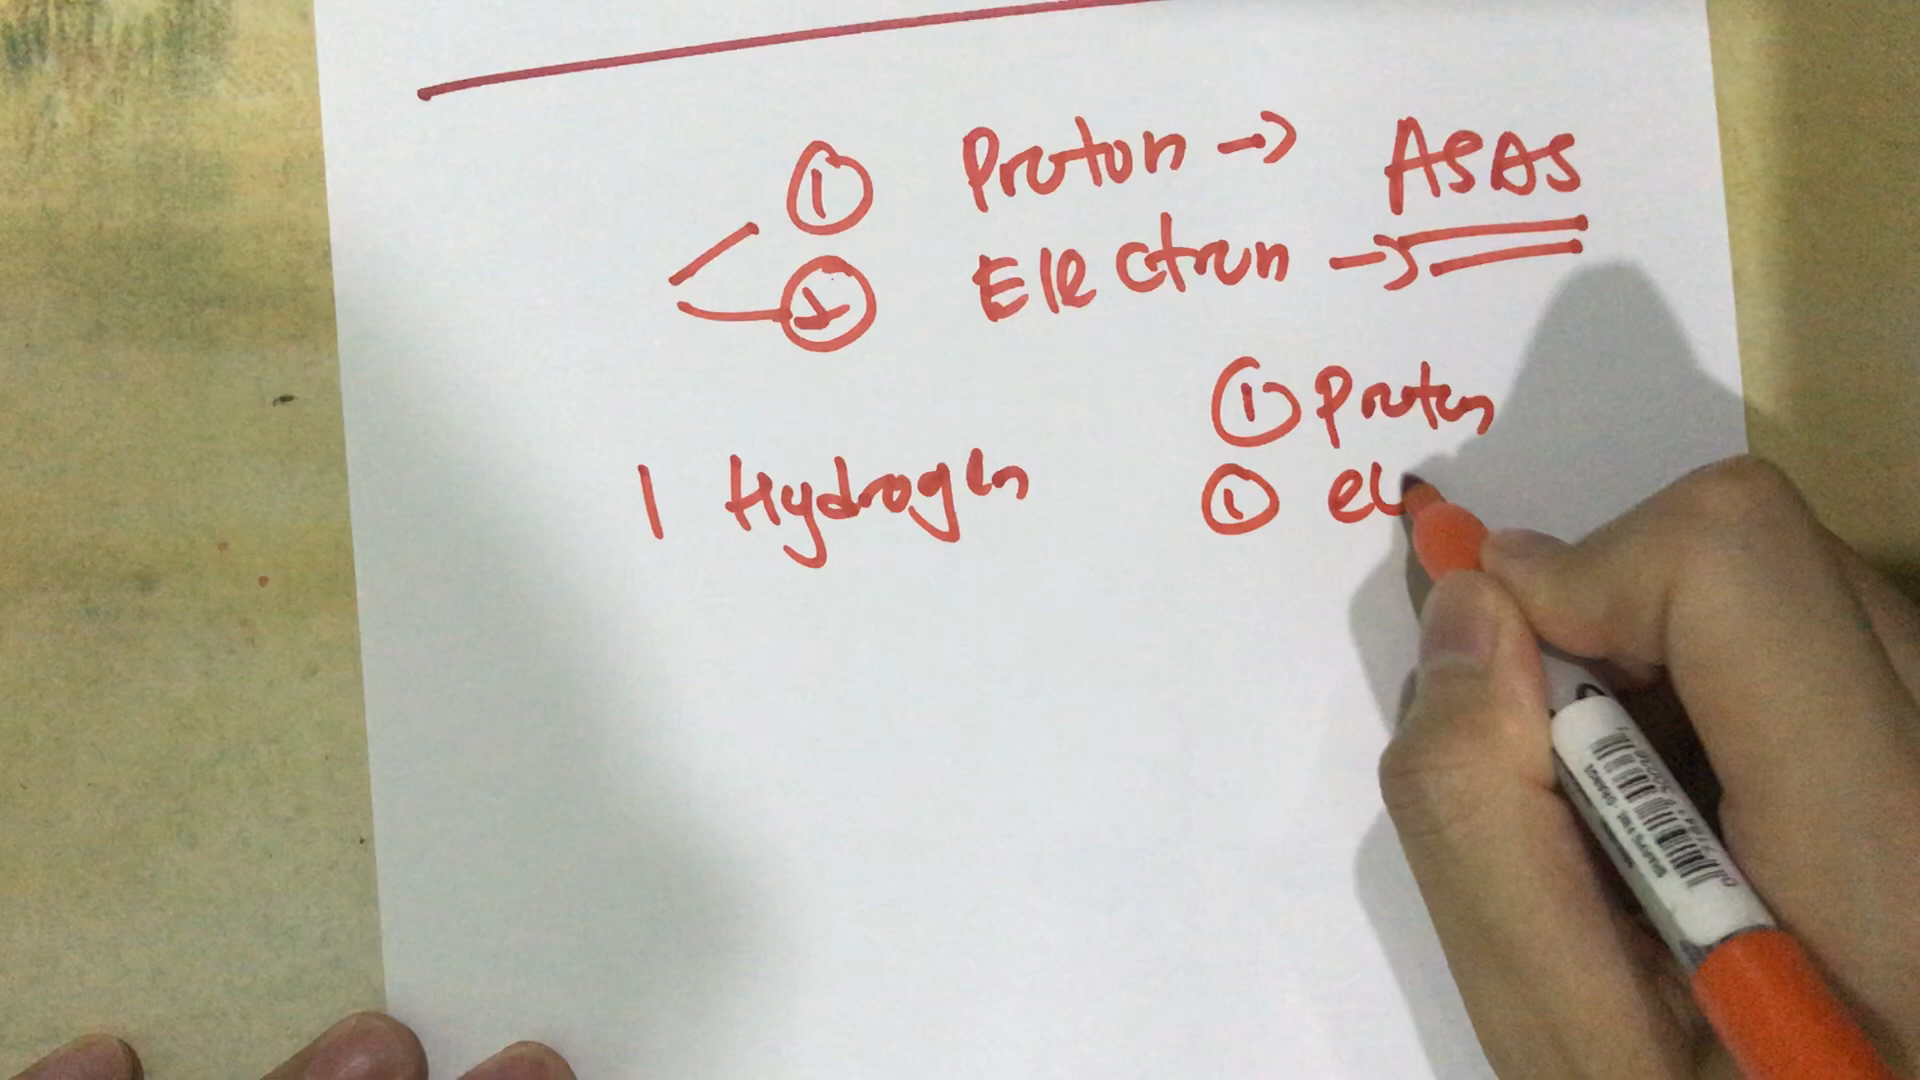 ① Proton → ASAS
② Electron →
① Proton
1 Hydrogen ① el